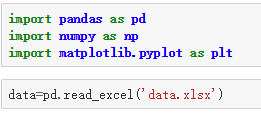 import pandas as pd
import numpy as np
import matplotlib.pyplot as plt
data=pd.read_excel('data.xlsx')